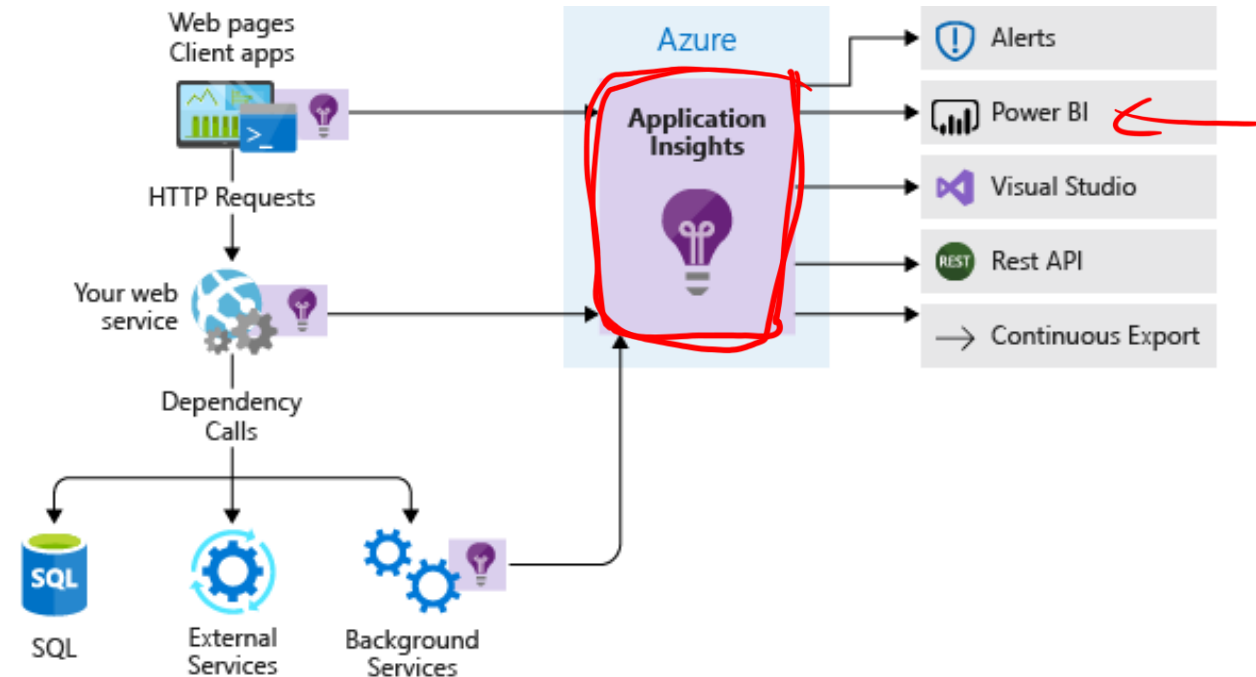 Web pages
Client apps
>_
HTTP Requests
Your web
service
Dependency
Calls
SQL
SQL
External
Services
Background
Services
Azure
Application
Insights
Alerts
Power BI
Visual Studio
REST
Rest API
Continuous Export